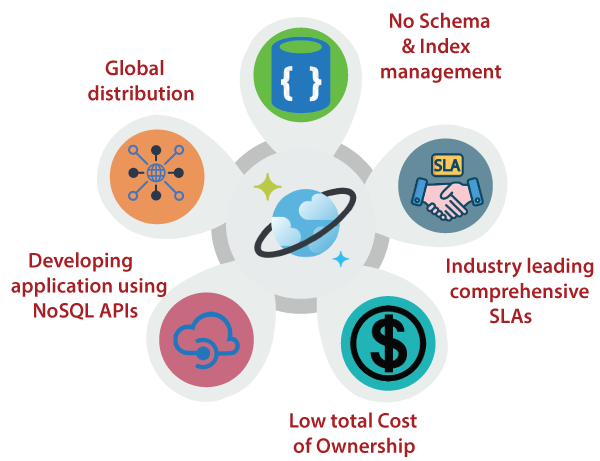 No Schema
& Index
management
Global
distribution
{ }
SLA
Developing
application using
NoSQL APIs
Industry leading
comprehensive
SLAs
$
Low total Cost
of Ownership